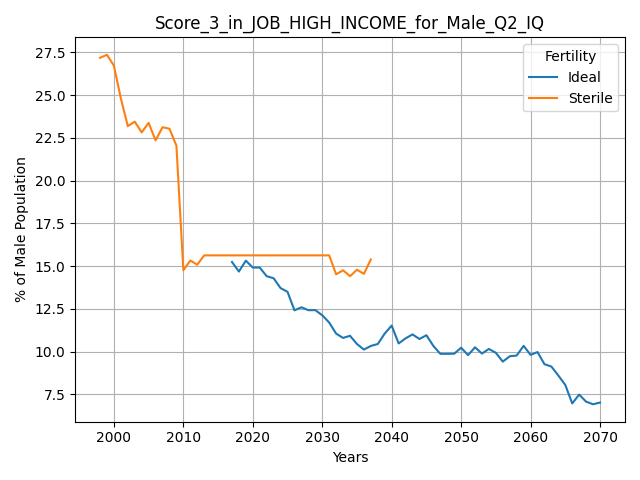 Score_3_in_JOB_HIGH_INCOME_for_Male_Q2_IQ
Fertility
Ideal
Sterile
% of Male Population
27.5
25.0
22.5
20.0
17.5
15.0
12.5
10.0
7.5
2000 2010 2020 2030 2040 2050 2060 2070
Years